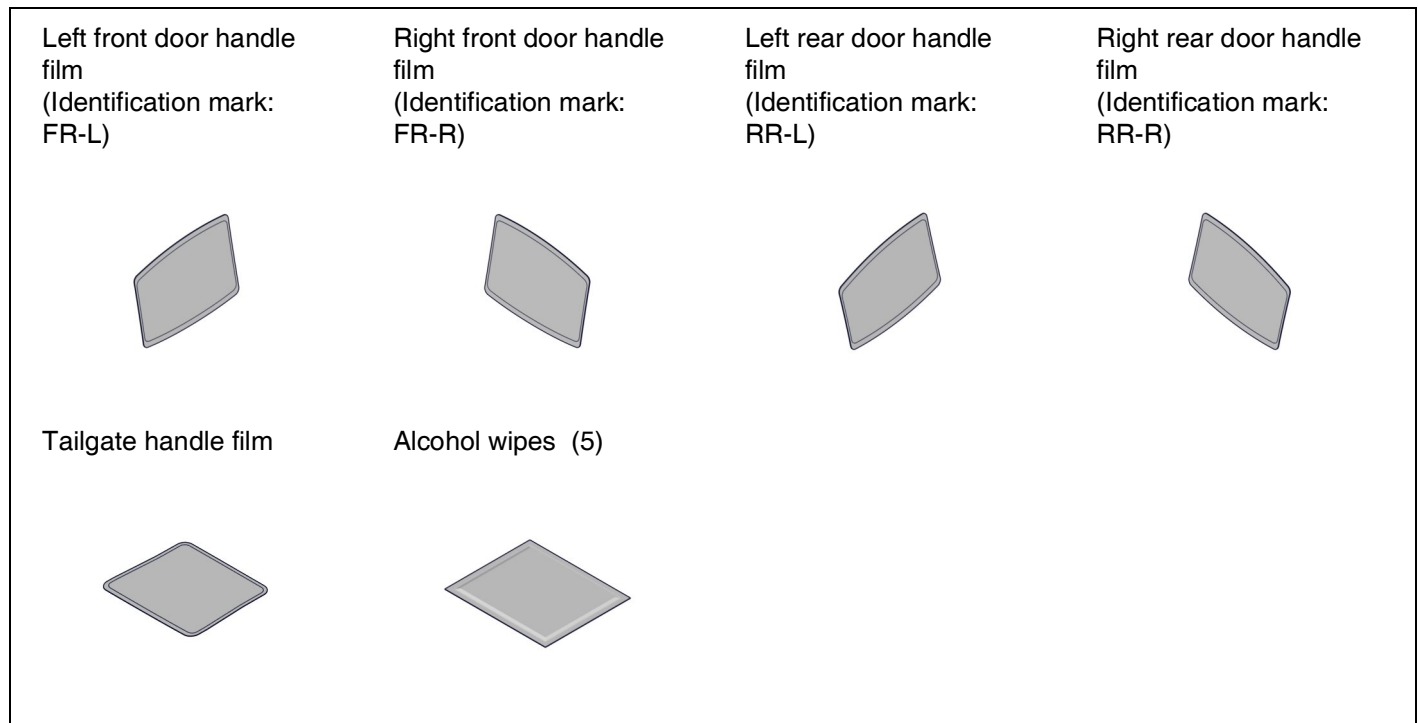 Left front door handle
film
(Identification mark:
FR-L)
Right front door handle
film
(Identification mark:
FR-R)
Left rear door handle
film
(Identification mark:
RR-L)
Right rear door handle
film
(Identification mark:
RR-R)
Tailgate handle film
Alcohol wipes (5)